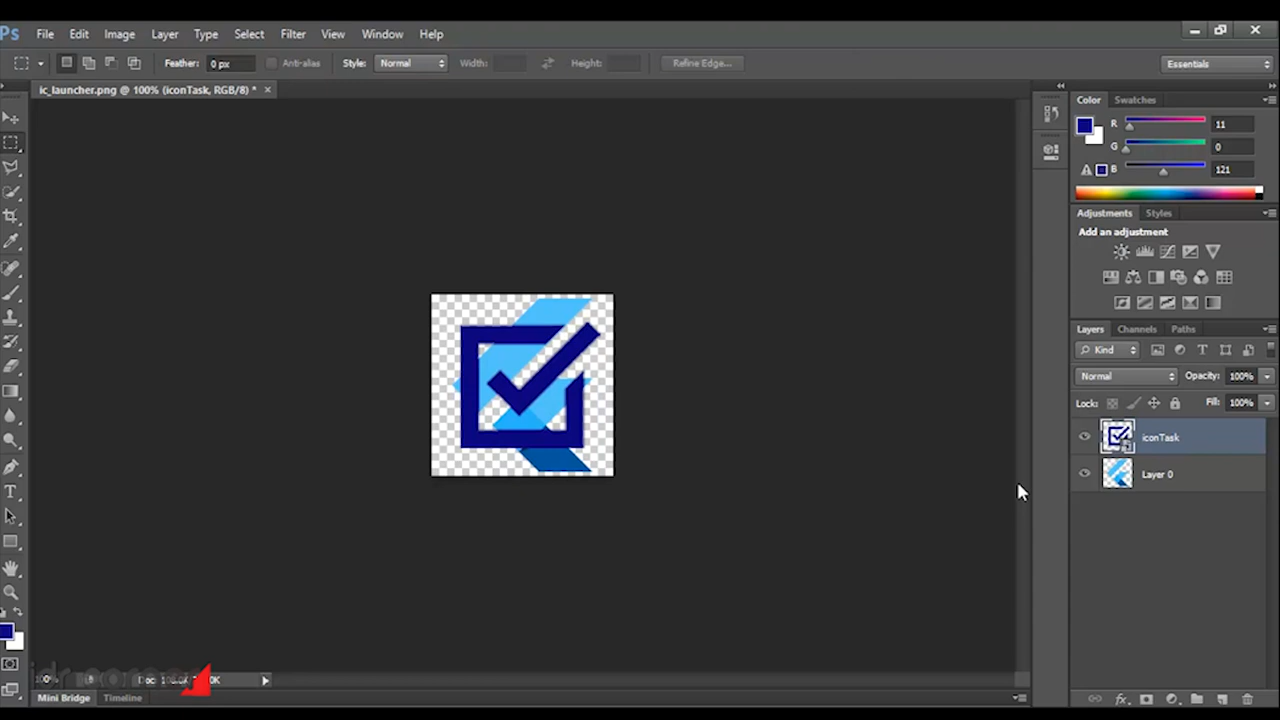 Ps File Edit Image Layer Type Select Filter View Window Help
Feather: 0 px Anti-alias Style: Normal Width: Height: Refine Edge... Essentials
ic_launcher.png @ 100% (iconTask, RGB/8) * ×
Color Swatches
R 11
G 0
B 121
Adjustments Styles
Add an adjustment
Layers Channels Paths
Kind
Normal Opacity: 100%
Lock: Fill: 100%
iconTask
Layer 0
Mini Bridge Timeline